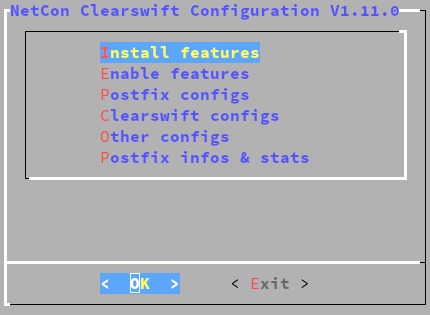 NetCon Clearswift Configuration V1.11.0
Install features
Enable features
Postfix configs
Clearswift configs
Other configs
Postfix infos & stats
< OK > < Exit >